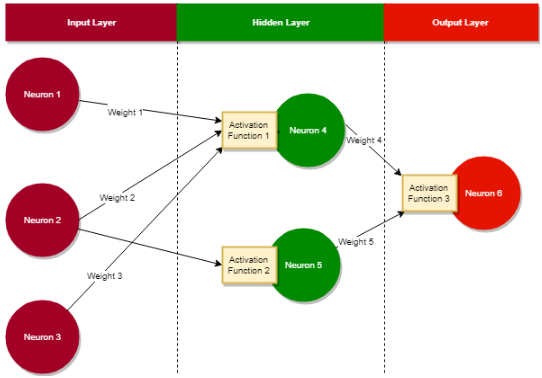 Input Layer
Hidden Layer
Output Layer
Neuron 1
Weight 1
Activation
Function 1
Neuron 4
Weight 4
Neuron 2
Weight 2
Activation
Function 3
Neuron 6
Weight 3
Activation
Function 2
Neuron 5
Weight 5
Neuron 3